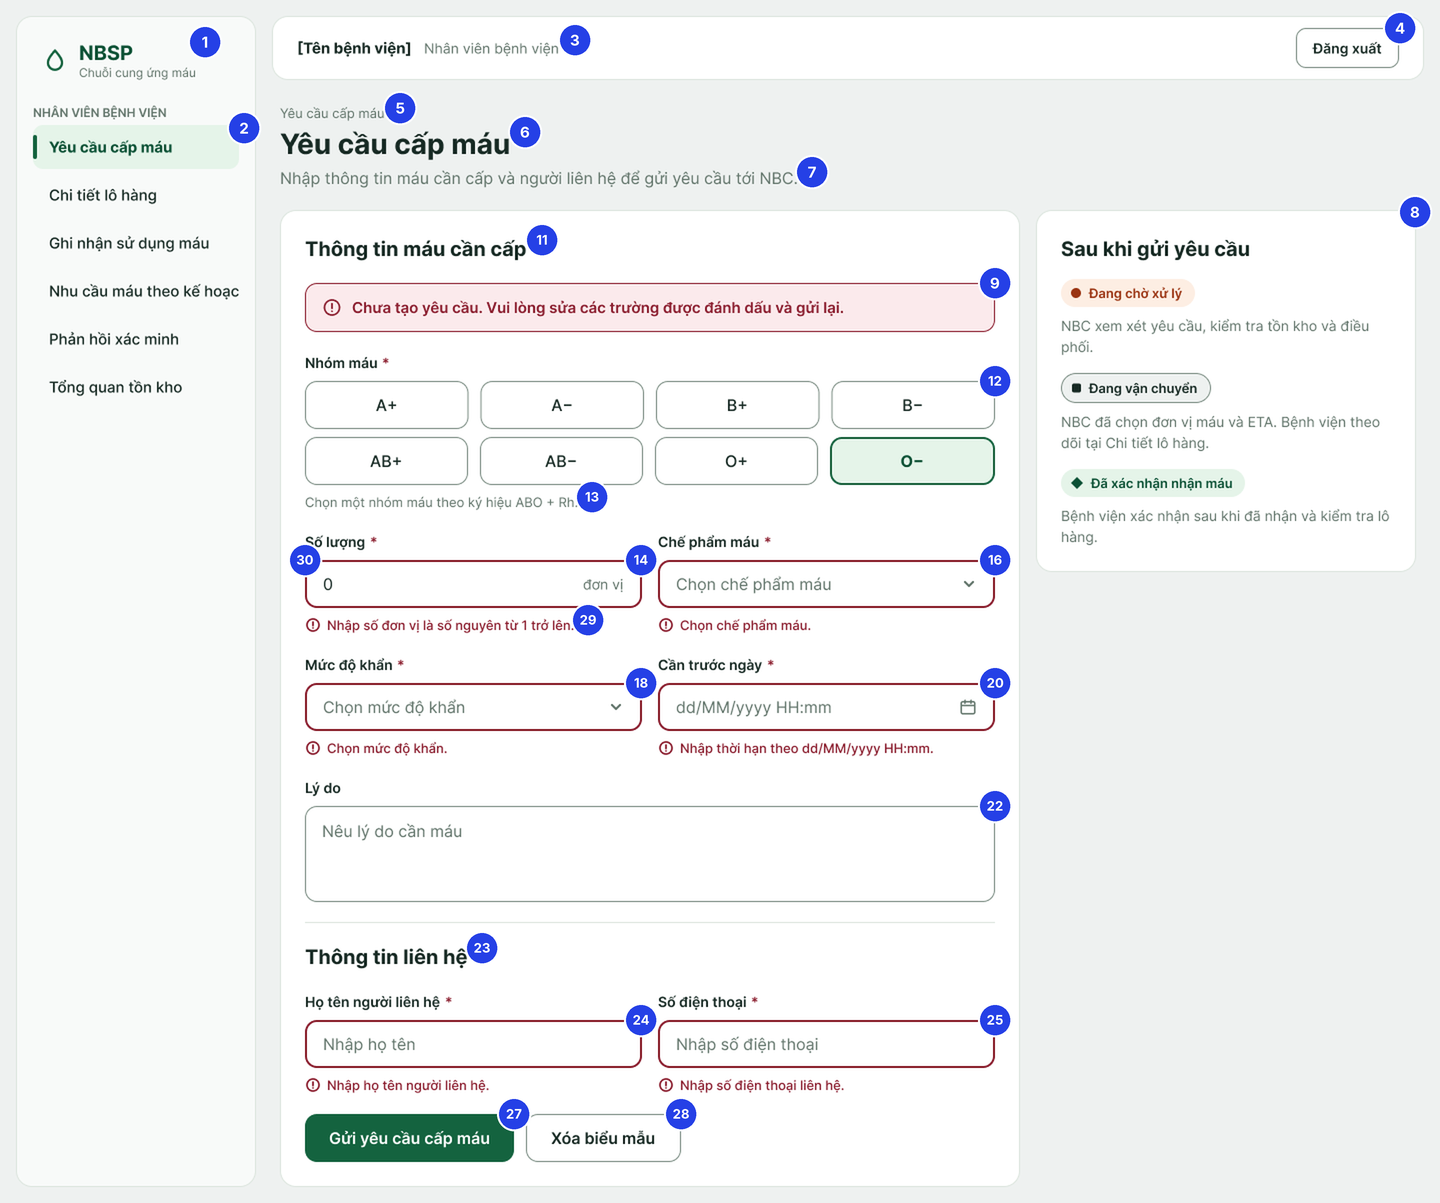 NBSP
1
Chuỗi cung ứng máu
NHÂN VIÊN BỆNH VIỆN
2
Yêu cầu cấp máu
Chi tiết lô hàng
Ghi nhận sử dụng máu
Nhu cầu máu theo kế hoạc
Phản hồi xác minh
Tổng quan tồn kho
[Tên bệnh viện] Nhân viên bệnh viện 3
Đăng xuất 4
Yêu cầu cấp máu 5
Yêu cầu cấp máu 6
Nhập thông tin máu cần cấp và người liên hệ để gửi yêu cầu tới NBC. 7
Thông tin máu cần cấp 11
9
Chưa tạo yêu cầu. Vui lòng sửa các trường được đánh dấu và gửi lại.
Nhóm máu *
12
A+ A− B+ B−
AB+ AB− O+ O−
Chọn một nhóm máu theo ký hiệu ABO + Rh. 13
Số lượng * Chế phẩm máu *
30 14 16
0 đơn vị Chọn chế phẩm máu
Nhập số đơn vị là số nguyên từ 1 trở lên. 29 Chọn chế phẩm máu.
Mức độ khẩn * Cần trước ngày *
18 20
Chọn mức độ khẩn dd/MM/yyyy HH:mm
Chọn mức độ khẩn. Nhập thời hạn theo dd/MM/yyyy HH:mm.
Lý do
22
Nêu lý do cần máu
Thông tin liên hệ 23
Họ tên người liên hệ * Số điện thoại *
24 25
Nhập họ tên Nhập số điện thoại
Nhập họ tên người liên hệ. Nhập số điện thoại liên hệ.
27 28
Gửi yêu cầu cấp máu Xóa biểu mẫu
8
Sau khi gửi yêu cầu
Đang chờ xử lý
NBC xem xét yêu cầu, kiểm tra tồn kho và điều
phối.
Đang vận chuyển
NBC đã chọn đơn vị máu và ETA. Bệnh viện theo
dõi tại Chi tiết lô hàng.
Đã xác nhận nhận máu
Bệnh viện xác nhận sau khi đã nhận và kiểm tra lô
hàng.